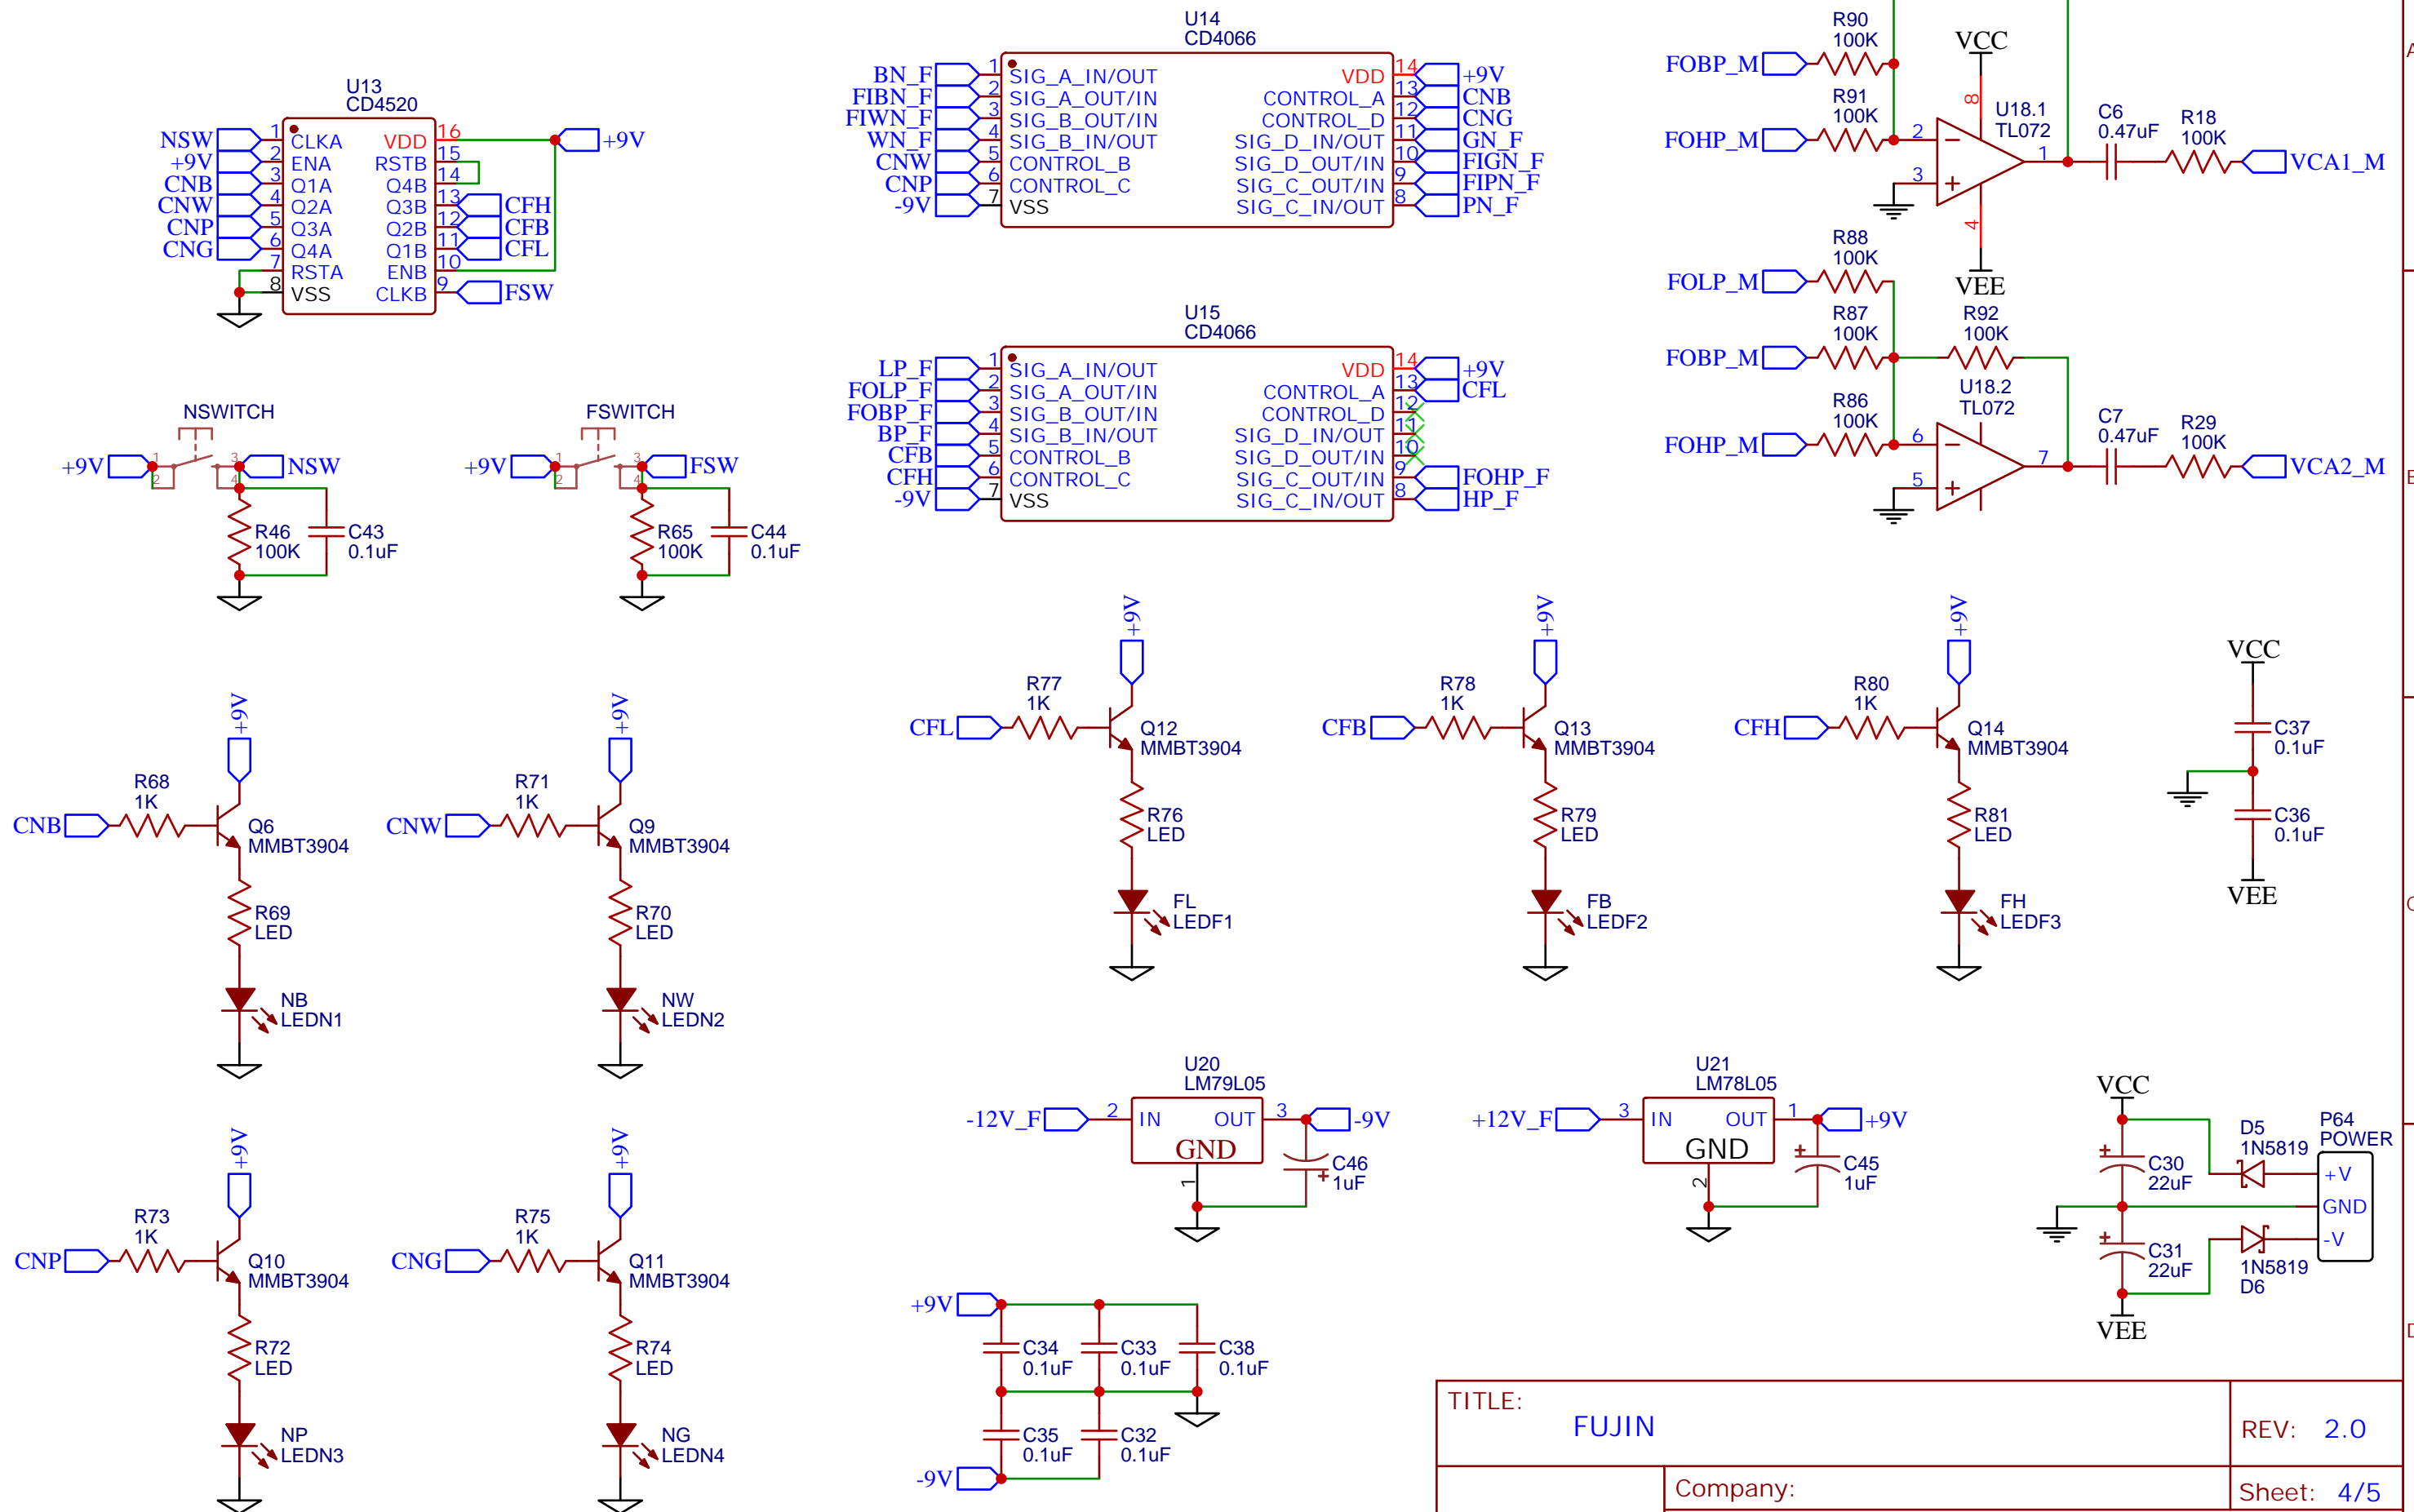 U13
CD4520
NSW 1 CLKA VDD 16 +9V
+9V 2 ENA RSTB 15
CNB 3 Q1A Q4B 14
CNW 4 Q2A Q3B 13 CFH
CNP 5 Q3A Q2B 12 CFB
CNG 6 Q4A Q1B 11 CFL
7 RSTA ENB 10
8 VSS CLKB 9 FSW
U14
CD4066
BN_F 1 SIG_A_IN/OUT VDD 14 +9V
FIBN_F 2 SIG_A_OUT/IN CONTROL_A 13 CNB
FIWN_F 3 SIG_B_OUT/IN CONTROL_D 12 CNG
WN_F 4 SIG_B_IN/OUT SIG_D_IN/OUT 11 GN_F
CNW 5 CONTROL_B SIG_D_OUT/IN 10 FIGN_F
CNP 6 CONTROL_C SIG_C_OUT/IN 9 FIPN_F
-9V 7 VSS SIG_C_IN/OUT 8 PN_F
R90
100K
FOBP_M
VCC
R91
100K
FOHP_M 2
8
U18.1
TL072
3
1
4
VEE
C6
0.47uF
R18
100K
VCA1_M
U15
CD4066
LP_F 1 SIG_A_IN/OUT VDD 14 +9V
FOLP_F 2 SIG_A_OUT/IN CONTROL_A 13 CFL
FOBP_F 3 SIG_B_OUT/IN CONTROL_D 12
BP_F 4 SIG_B_IN/OUT SIG_D_IN/OUT 11
CFB 5 CONTROL_B SIG_D_OUT/IN 10
CFH 6 CONTROL_C SIG_C_OUT/IN 9 FOHP_F
-9V 7 VSS SIG_C_IN/OUT 8 HP_F
R88
100K
FOLP_M
R87
100K
FOBP_M
R92
100K
R86
100K
FOHP_M 6
U18.2
TL072
5
7
C7
0.47uF
R29
100K
VCA2_M
NSWITCH
+9V 1 2 3 4 NSW
R46
100K
C43
0.1uF
FSWITCH
+9V 1 2 3 4 FSW
R65
100K
C44
0.1uF
+9V
CNB
R68
1K
Q6
MMBT3904
R69
LED
NB
LEDN1
+9V
CNW
R71
1K
Q9
MMBT3904
R70
LED
NW
LEDN2
+9V
CFL
R77
1K
Q12
MMBT3904
R76
LED
FL
LEDF1
+9V
CFB
R78
1K
Q13
MMBT3904
R79
LED
FB
LEDF2
+9V
CFH
R80
1K
Q14
MMBT3904
R81
LED
FH
LEDF3
VCC
C37
0.1uF
C36
0.1uF
VEE
+9V
CNP
R73
1K
Q10
MMBT3904
R72
LED
NP
LEDN3
+9V
CNG
R75
1K
Q11
MMBT3904
R74
LED
NG
LEDN4
U20
LM79L05
-12V_F 2 IN OUT 3 -9V
GND
1
C46
1uF
U21
LM78L05
+12V_F 3 IN OUT 1 +9V
GND
2
C45
1uF
VCC
C30
22uF
C31
22uF
VEE
D5
1N5819
1N5819
D6
P64
POWER
+V
GND
-V
+9V
C34
0.1uF
C33
0.1uF
C38
0.1uF
C35
0.1uF
C32
0.1uF
-9V
TITLE:
FUJIN
REV: 2.0
Company:
Sheet: 4/5